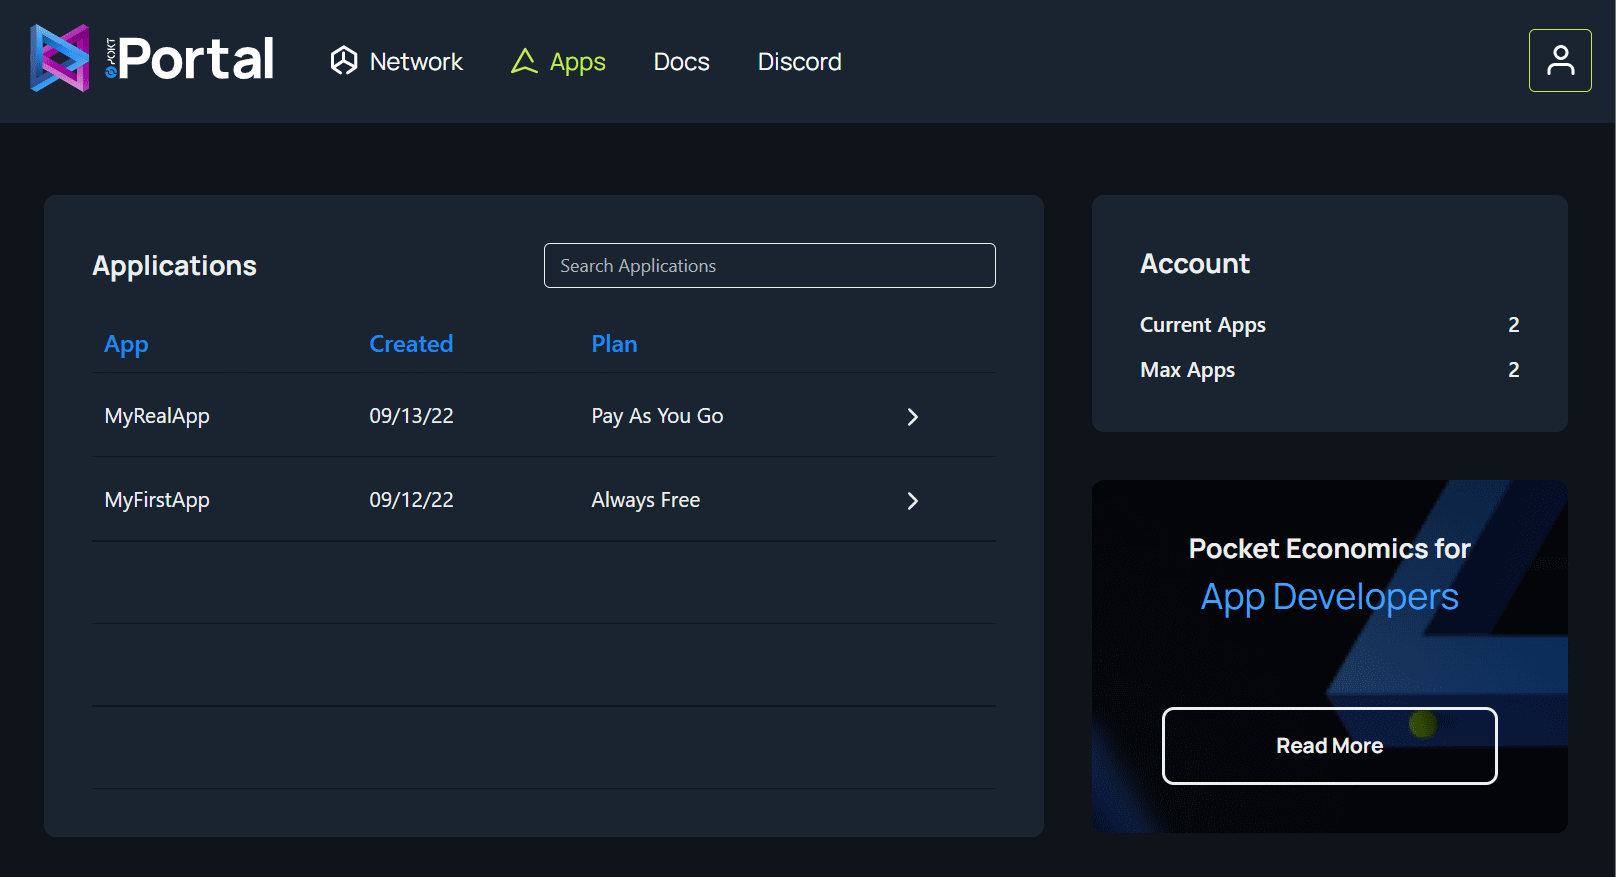 POKT Portal
Network
Apps
Docs
Discord
Applications
Search Applications
App Created Plan
MyRealApp 09/13/22 Pay As You Go
MyFirstApp 09/12/22 Always Free
Account
Current Apps 2
Max Apps 2
Pocket Economics for
App Developers
Read More